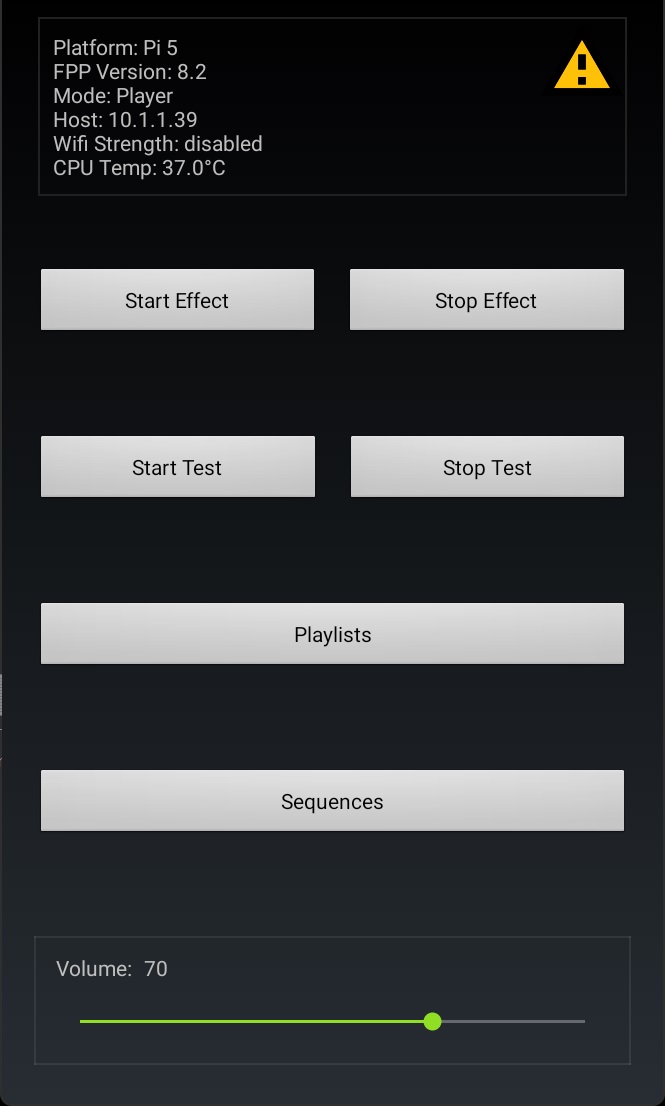 Platform: Pi 5
FPP Version: 8.2
Mode: Player
Host: 10.1.1.39
Wifi Strength: disabled
CPU Temp: 37.0°C
Start Effect
Stop Effect
Start Test
Stop Test
Playlists
Sequences
Volume: 70